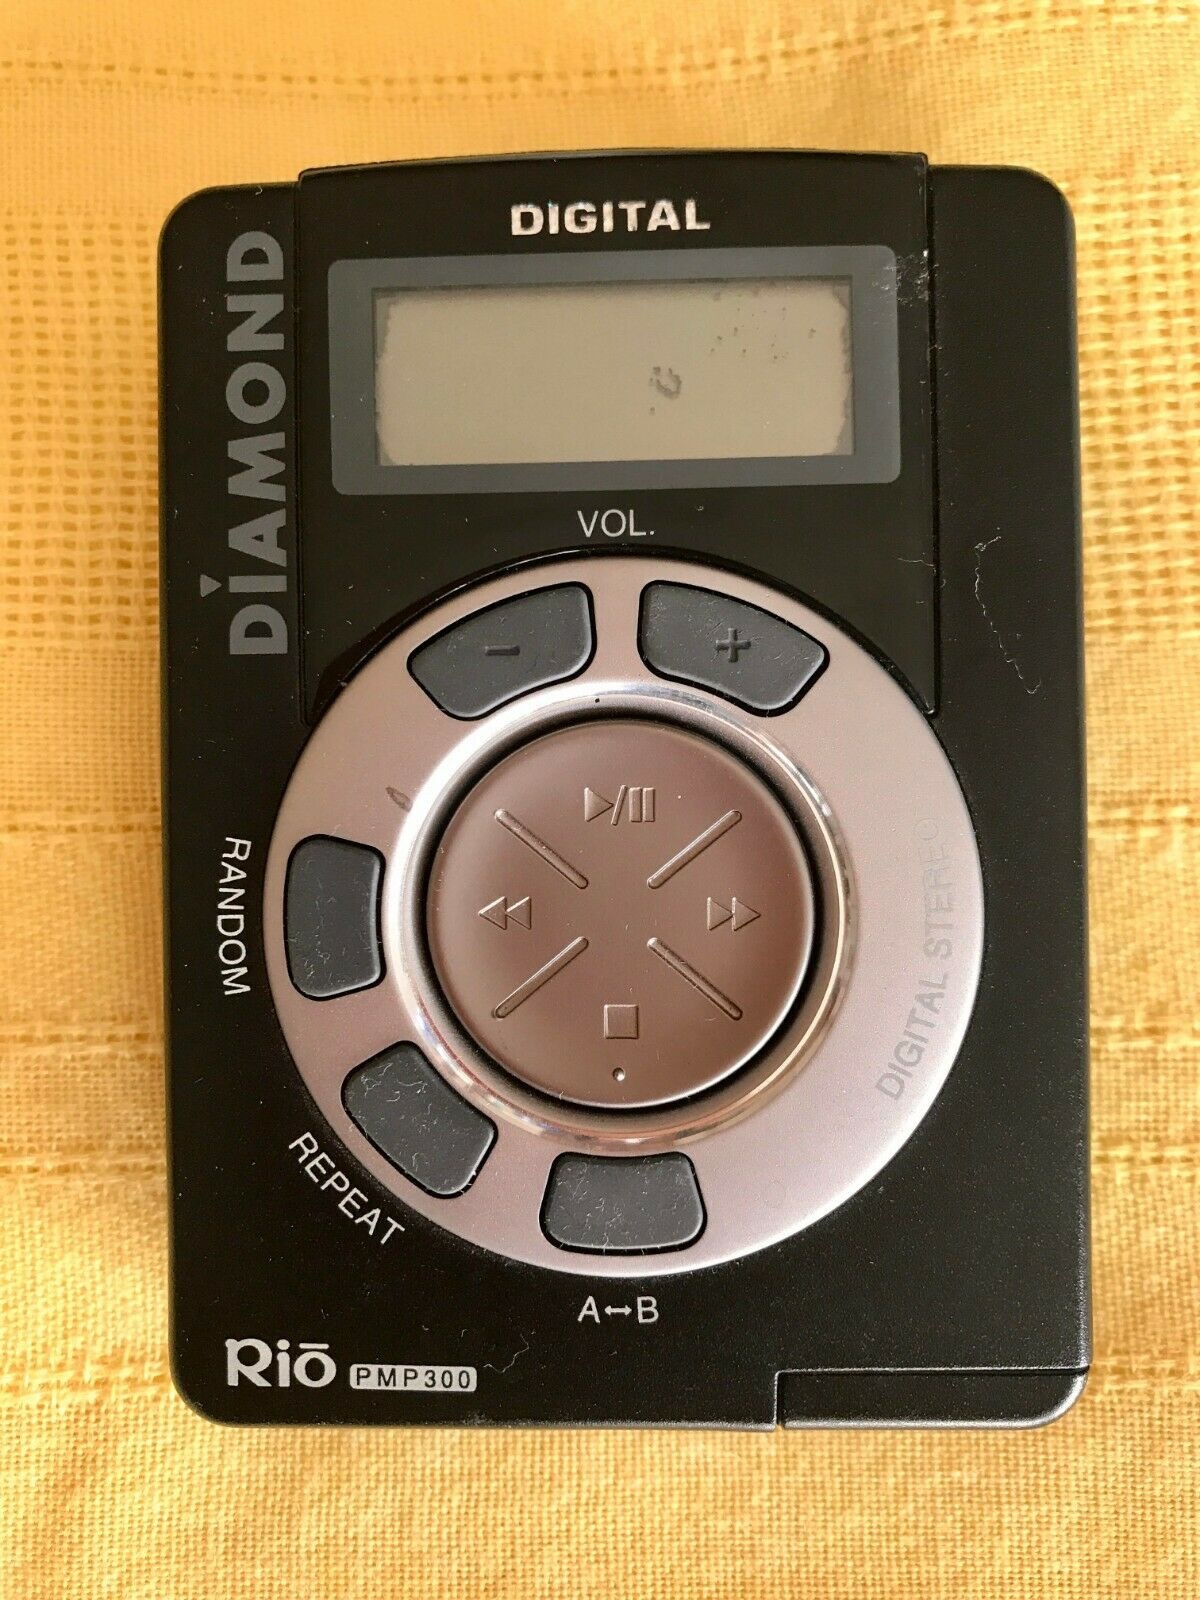 DIGITAL
DIAMOND
VOL.
- +
RANDOM
DIGITAL STEREO
REPEAT
A↔B
Rio PMP300